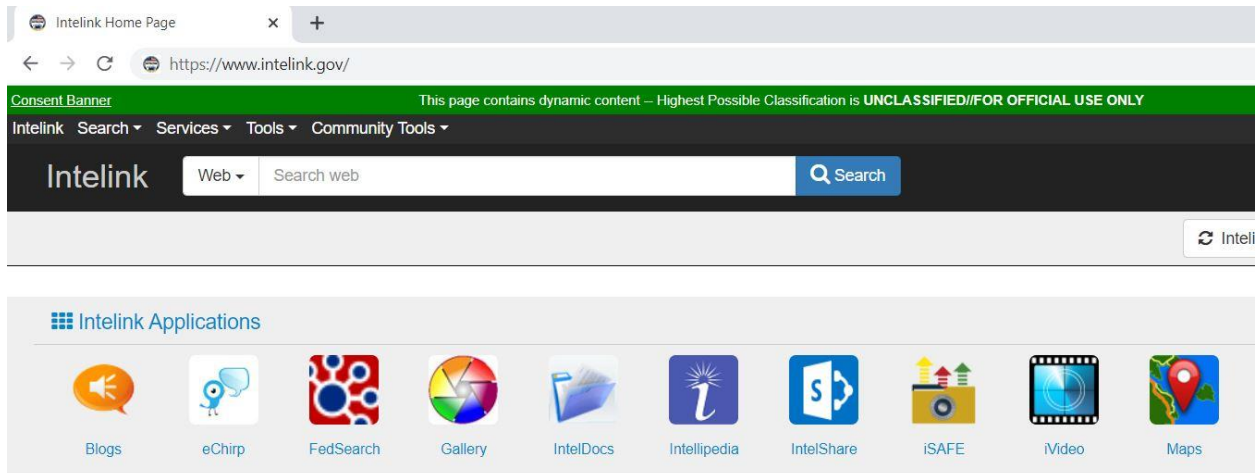 Intelink Home Page
https://www.intelink.gov/
Consent Banner This page contains dynamic content -- Highest Possible Classification is UNCLASSIFIED//FOR OFFICIAL USE ONLY
Intelink Search Services Tools Community Tools
Intelink Web Search web Search
Inteli
Intelink Applications
Blogs eChirp FedSearch Gallery IntelDocs Intellipedia IntelShare iSAFE iVideo Maps